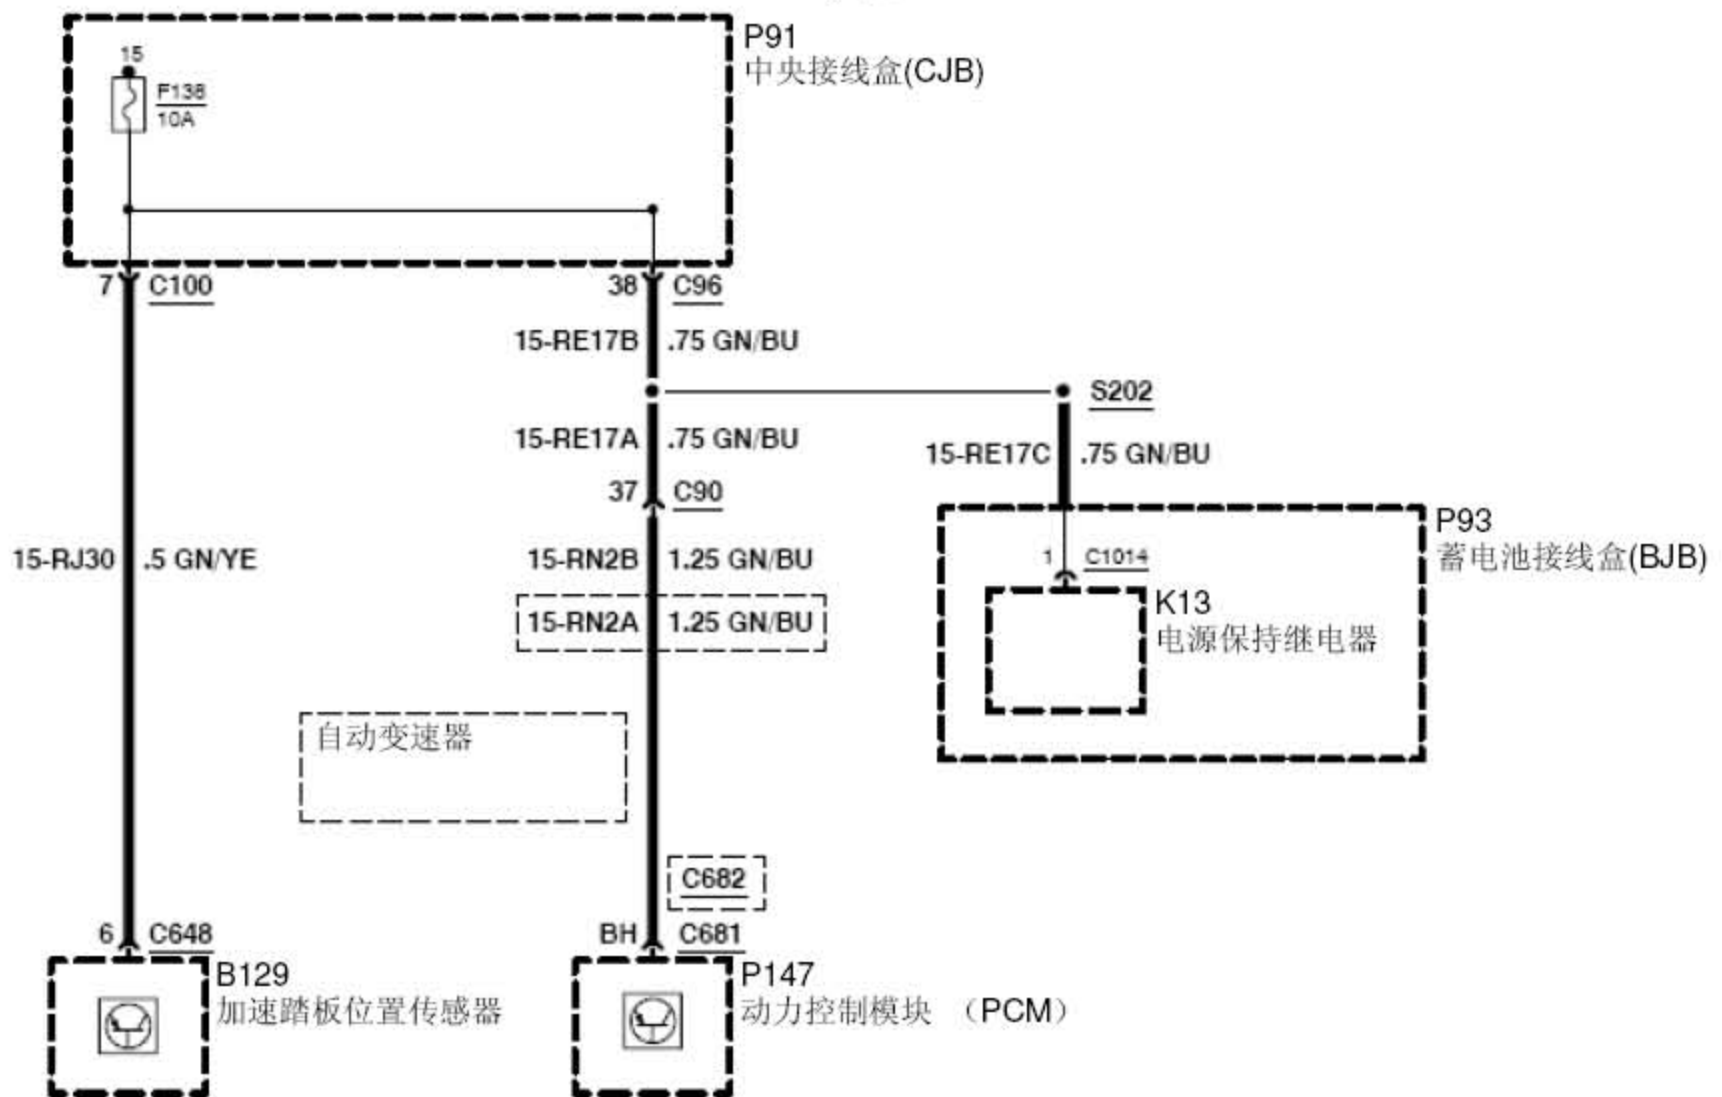 P91
中央接线盒(CJB)
15
F138
10A
7 C100
38 C96
15-RE17B .75 GN/BU
S202
15-RE17A .75 GN/BU
15-RE17C .75 GN/BU
37 C90
P93
蓄电池接线盒(BJB)
15-RJ30 .5 GN/YE
15-RN2B 1.25 GN/BU
1 C1014
K13
电源保持继电器
15-RN2A 1.25 GN/BU
自动变速器
C682
6 C648
BH C681
B129
加速踏板位置传感器
P147
动力控制模块 （PCM）